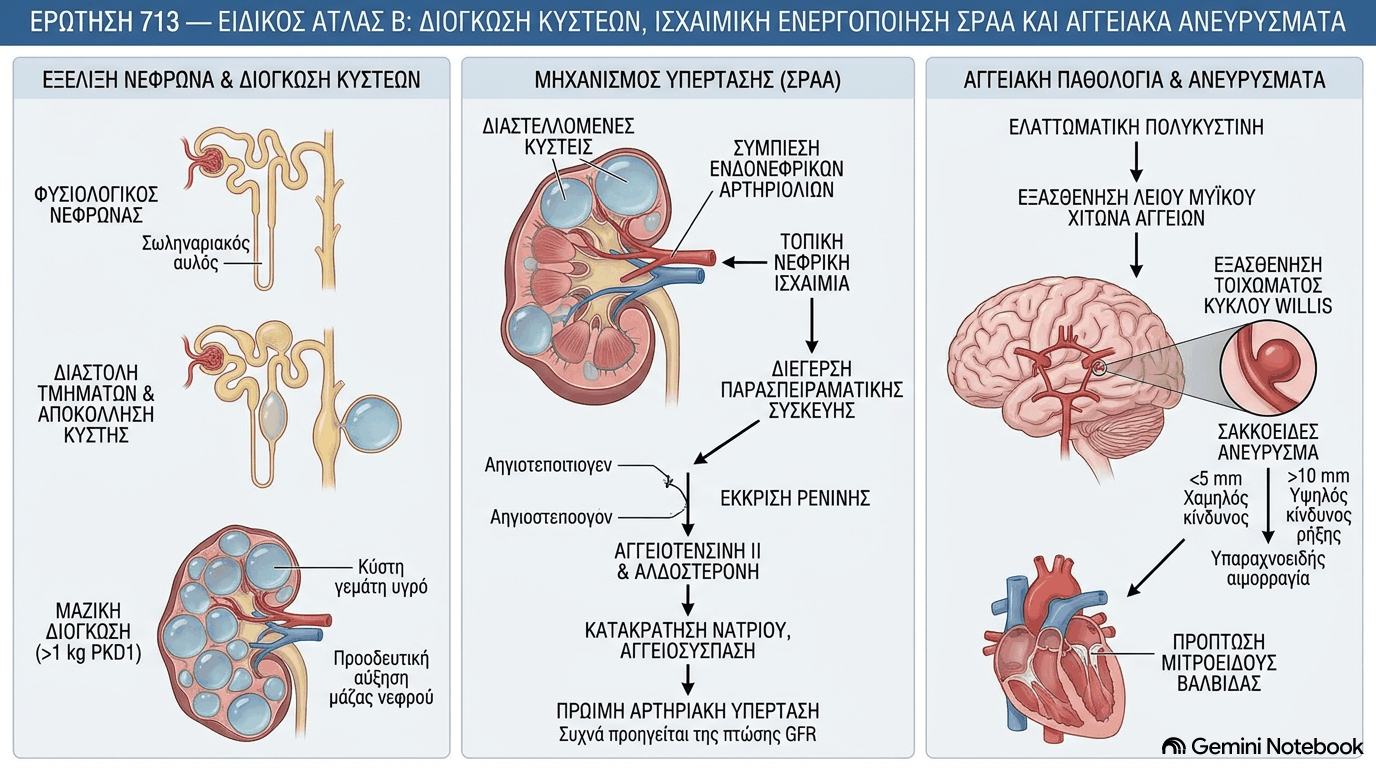 ΕΡΩΤΗΣΗ 713 — ΕΙΔΙΚΟΣ ΑΤΛΑΣ Β: ΔΙΟΓΚΩΣΗ ΚΥΣΤΕΩΝ, ΙΣΧΑΙΜΙΚΗ ΕΝΕΡΓΟΠΟΙΗΣΗ ΣΡΑΑ ΚΑΙ ΑΓΓΕΙΑΚΑ ΑΝΕΥΡΥΣΜΑΤΑ
ΕΞΕΛΙΞΗ ΝΕΦΡΩΝΑ & ΔΙΟΓΚΩΣΗ ΚΥΣΤΕΩΝ
ΦΥΣΙΟΛΟΓΙΚΟΣ
ΝΕΦΡΩΝΑΣ
Σωληναριακός
αυλός
ΔΙΑΣΤΟΛΗ
ΤΜΗΜΑΤΩΝ &
ΑΠΟΚΟΛΛΗΣΗ
ΚΥΣΤΗΣ
ΜΑΖΙΚΗ
ΔΙΟΓΚΩΣΗ
(>1 kg PKD1)
Κύστη
γεμάτη υγρό
Προοδευτική
αύξηση
μάζας νεφρού
ΜΗΧΑΝΙΣΜΟΣ ΥΠΕΡΤΑΣΗΣ (ΣΡΑΑ)
ΔΙΑΣΤΕΛΛΟΜΕΝΕΣ
ΚΥΣΤΕΙΣ
ΣΥΜΠΙΕΣΗ
ΕΝΔΟΝΕΦΡΙΚΩΝ
ΑΡΤΗΡΙΟΛΙΩΝ
ΤΟΠΙΚΗ
ΝΕΦΡΙΚΗ
ΙΣΧΑΙΜΙΑ
ΔΙΕΓΕΡΣΗ
ΠΑΡΑΣΠΕΙΡΑΜΑΤΙΚΗΣ
ΣΥΣΚΕΥΗΣ
Αηγιοτεποιτιογεν
Αηγιοστεποογον
ΕΚΚΡΙΣΗ ΡΕΝΙΝΗΣ
ΑΓΓΕΙΟΤΕΝΣΙΝΗ ΙΙ
& ΑΛΔΟΣΤΕΡΟΝΗ
ΚΑΤΑΚΡΑΤΗΣΗ ΝΑΤΡΙΟΥ,
ΑΓΓΕΙΟΣΥΣΠΑΣΗ
ΠΡΩΙΜΗ ΑΡΤΗΡΙΑΚΗ ΥΠΕΡΤΑΣΗ
Συχνά προηγείται της πτώσης GFR
ΑΓΓΕΙΑΚΗ ΠΑΘΟΛΟΓΙΑ & ΑΝΕΥΡΥΣΜΑΤΑ
ΕΛΑΤΤΩΜΑΤΙΚΗ ΠΟΛΥΚΥΣΤΙΝΗ
ΕΞΑΣΘΕΝΗΣΗ ΛΕΙΟΥ ΜΥΪΚΟΥ
ΧΙΤΩΝΑ ΑΓΓΕΙΩΝ
ΕΞΑΣΘΕΝΗΣΗ
ΤΟΙΧΩΜΑΤΟΣ
ΚΥΚΛΟΥ WILLIS
ΣΑΚΚΟΕΙΔΕΣ
ΑΝΕΥΡΥΣΜΑ
<5 mm
Χαμηλός
κίνδυνος
>10 mm
Υψηλός
κίνδυνος
ρήξης
Υπαραχνοειδής
αιμορραγία
ΠΡΟΠΤΩΣΗ
ΜΙΤΡΟΕΙΔΟΥΣ
ΒΑΛΒΙΔΑΣ
Gemini Notebook